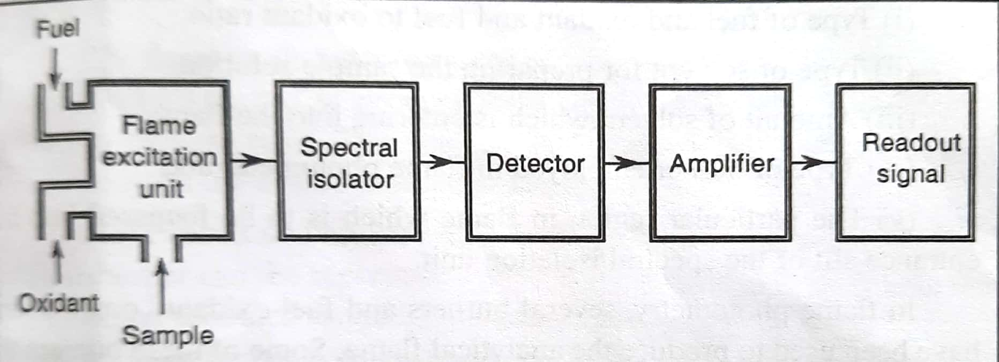 Fuel
Flame
excitation
unit
Spectral
isolator
Detector
Amplifier
Readout
signal
Oxidant
Sample